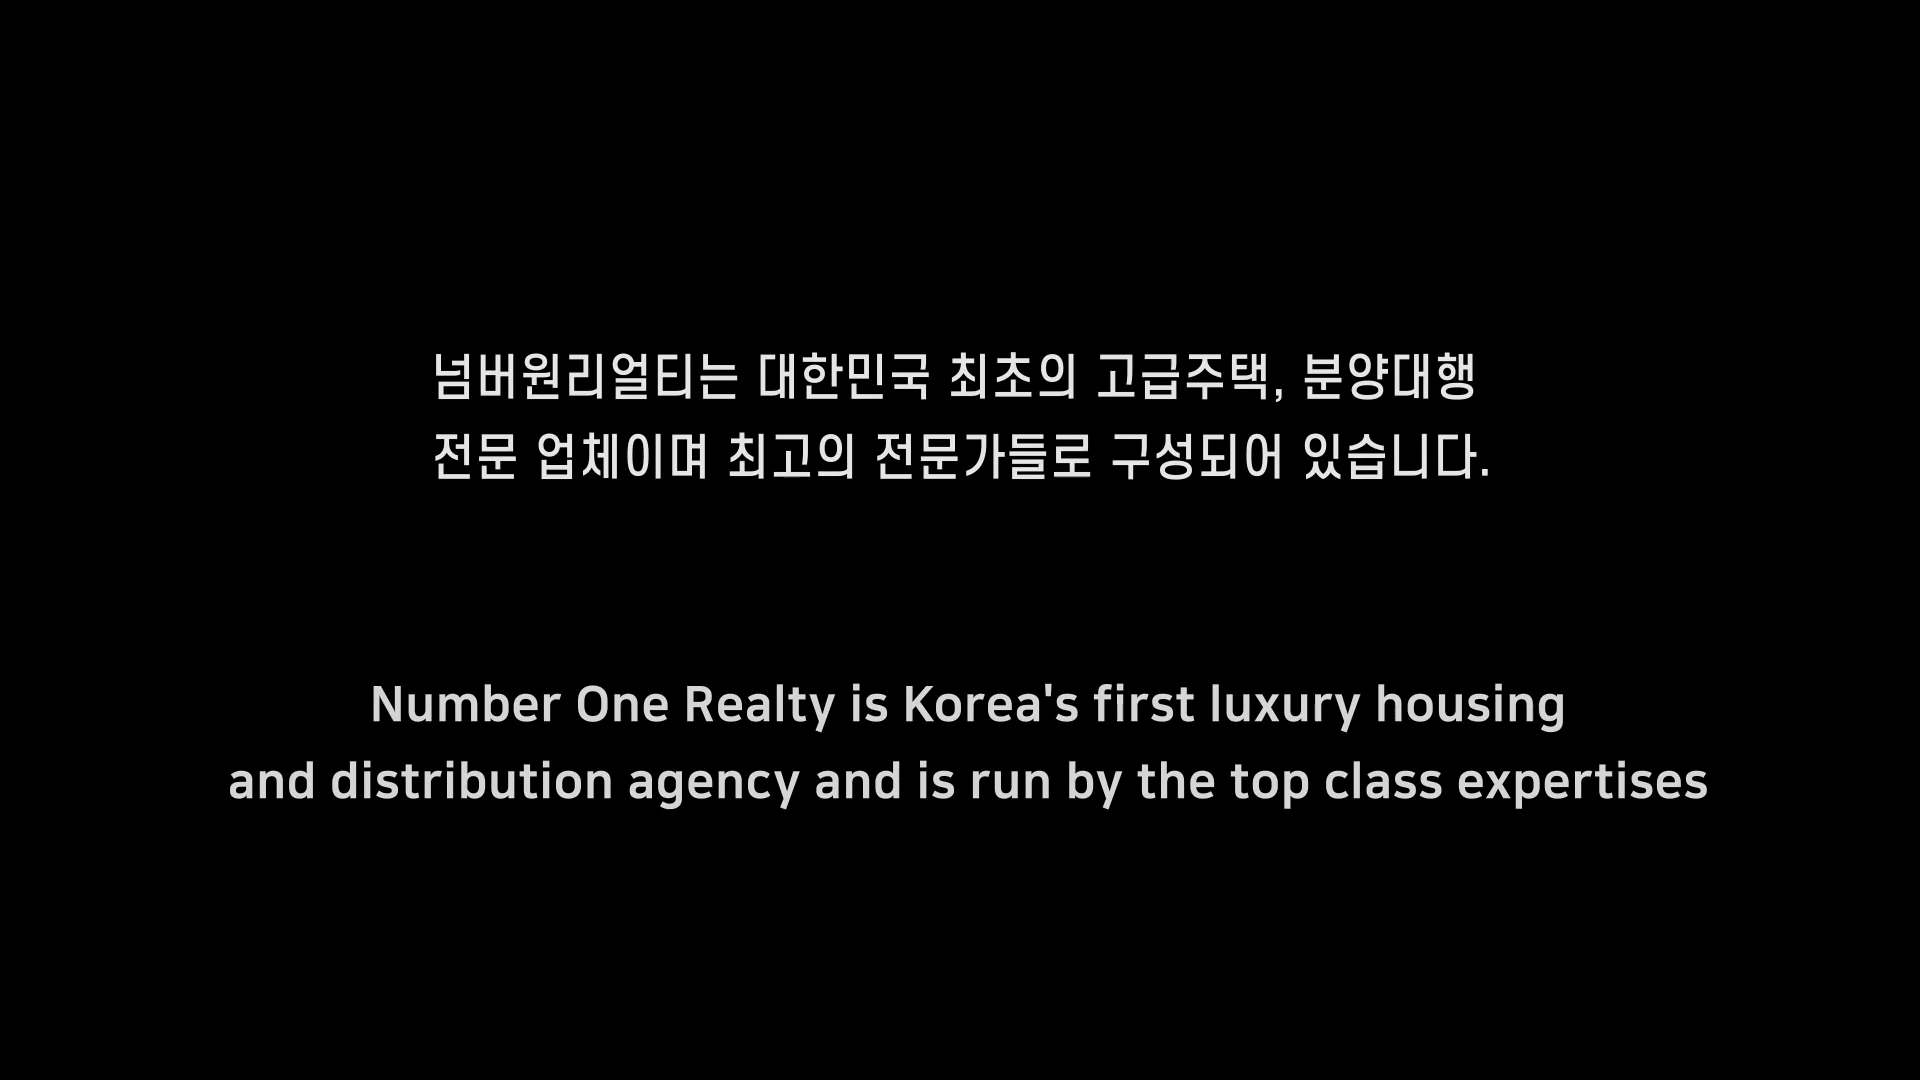 넘버원리얼티는 대한민국 최초의 고급주택, 분양대행
전문 업체이며 최고의 전문가들로 구성되어 있습니다.
Number One Realty is Korea's first luxury housing
and distribution agency and is run by the top class expertises